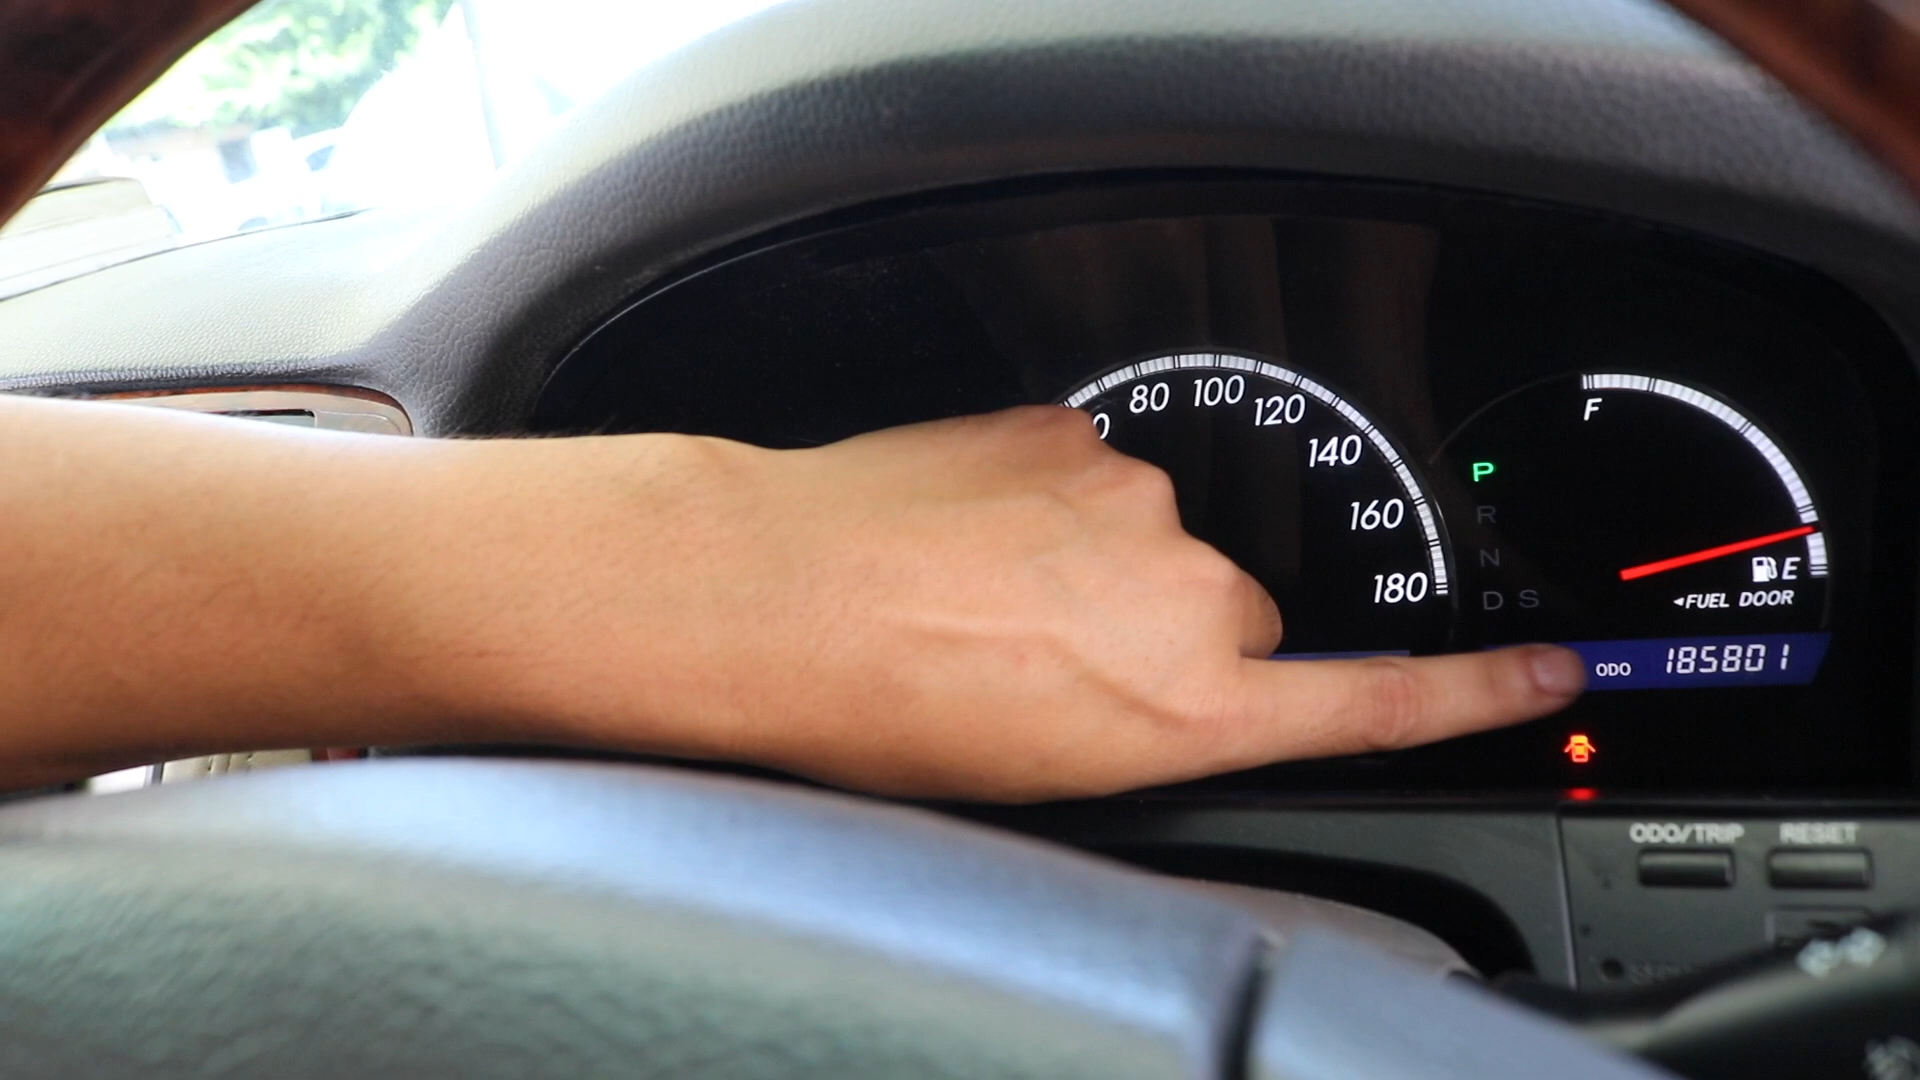 80 100 120 140 160 180
F
P
R
N
D S
E
◄FUEL DOOR
ODO 185801
ODO/TRIP RESET